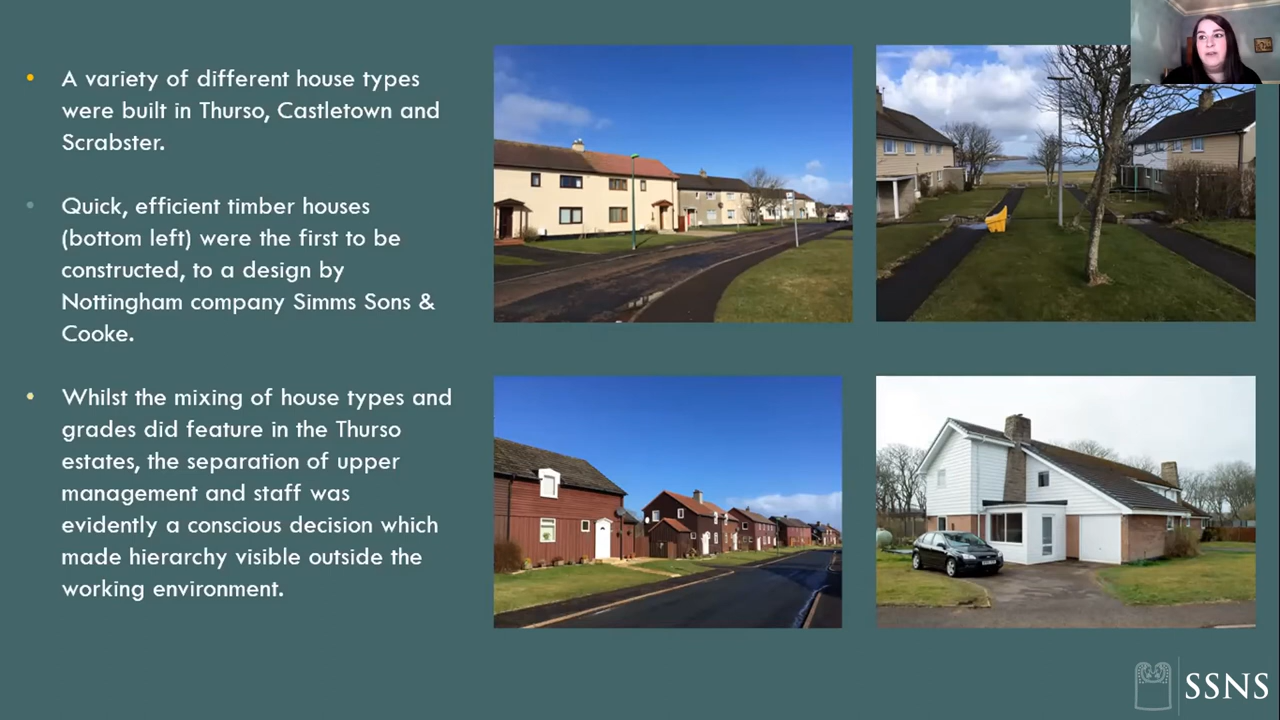 A variety of different house types
were built in Thurso, Castletown and
Scrabster.
Quick, efficient timber houses
(bottom left) were the first to be
constructed, to a design by
Nottingham company Simms Sons &
Cooke.
Whilst the mixing of house types and
grades did feature in the Thurso
estates, the separation of upper
management and staff was
evidently a conscious decision which
made hierarchy visible outside the
working environment.
SSNS